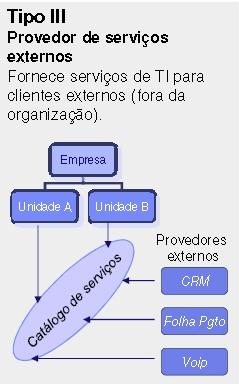 Tipo III
Provedor de serviços
externos
Fornece serviços de TI para
clientes externos (fora da
organização).
Empresa
Unidade A
Unidade B
Provedores
externos
Catálogo de serviços
CRM
Folha Pgto
Voip